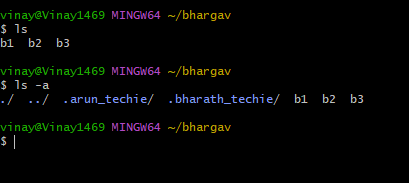 vinay@Vinay1469 MINGW64 ~/bhargav
$ ls
b1  b2  b3
vinay@Vinay1469 MINGW64 ~/bhargav
$ ls -a
./  ../  .arun_techie/  .bharath_techie/  b1  b2  b3
vinay@Vinay1469 MINGW64 ~/bhargav
$